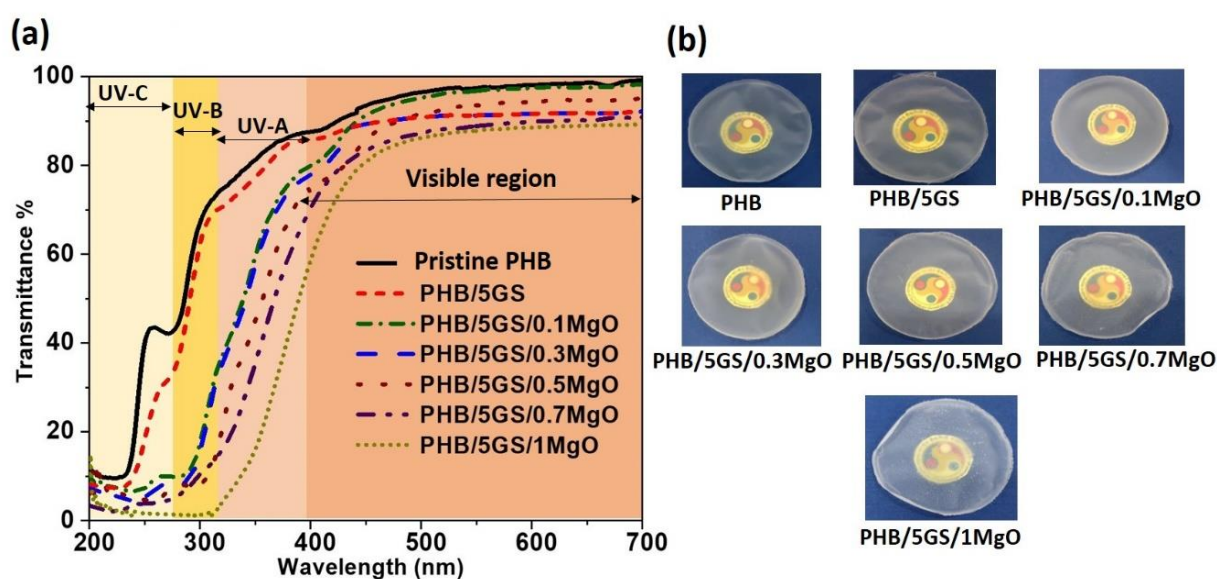 (a)
Transmittance %
100
80
60
40
20
0
UV-C
UV-B
UV-A
Visible region
Pristine PHB
PHB/5GS
PHB/5GS/0.1MgO
PHB/5GS/0.3MgO
PHB/5GS/0.5MgO
PHB/5GS/0.7MgO
PHB/5GS/1MgO
200 300 400 500 600 700
Wavelength (nm)
(b)
PHB PHB/5GS PHB/5GS/0.1MgO
PHB/5GS/0.3MgO PHB/5GS/0.5MgO PHB/5GS/0.7MgO
PHB/5GS/1MgO